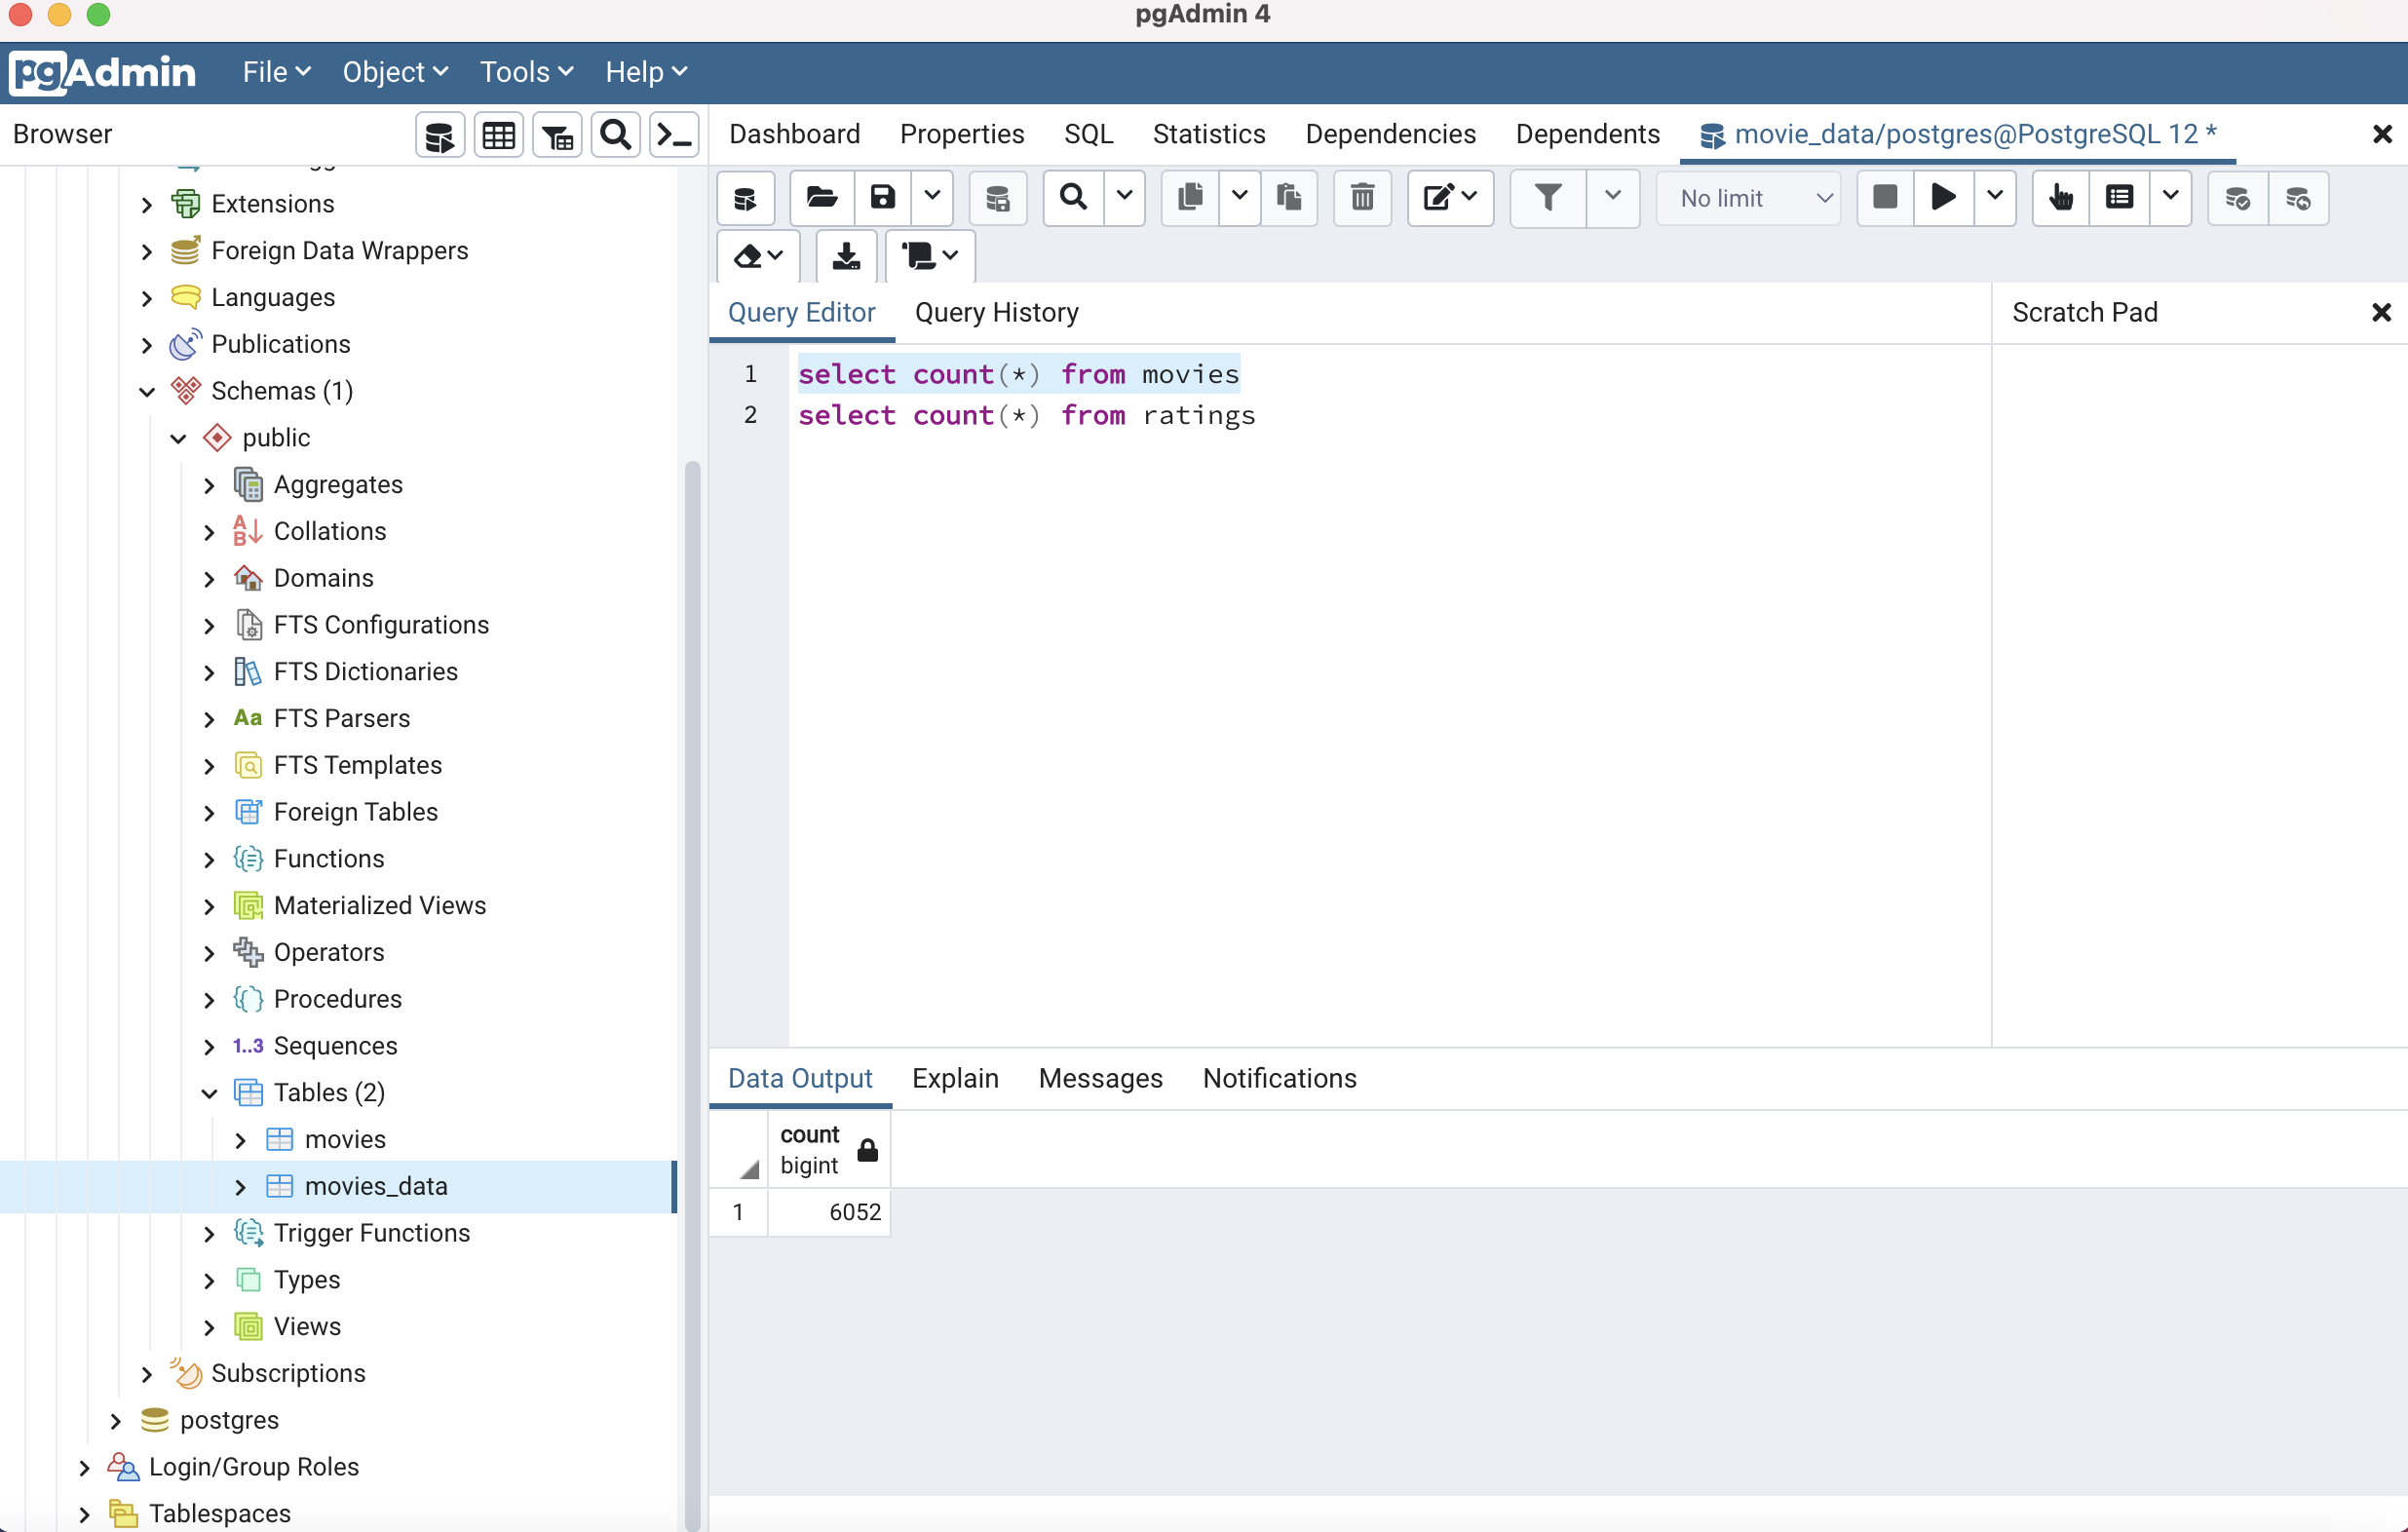 pgAdmin 4
pgAdmin
File
Object
Tools
Help
Browser
Dashboard
Properties
SQL
Statistics
Dependencies
Dependents
movie_data/postgres@PostgreSQL 12 *
No limit
Extensions
Foreign Data Wrappers
Languages
Publications
Schemas (1)
public
Aggregates
Collations
Domains
FTS Configurations
FTS Dictionaries
Aa FTS Parsers
FTS Templates
Foreign Tables
Functions
Materialized Views
Operators
Procedures
1..3 Sequences
Tables (2)
movies
movies_data
Trigger Functions
Types
Views
Subscriptions
postgres
Login/Group Roles
Tablespaces
Query Editor
Query History
Scratch Pad
1 select count(*) from movies
2 select count(*) from ratings
Data Output
Explain
Messages
Notifications
count
bigint
1 6052